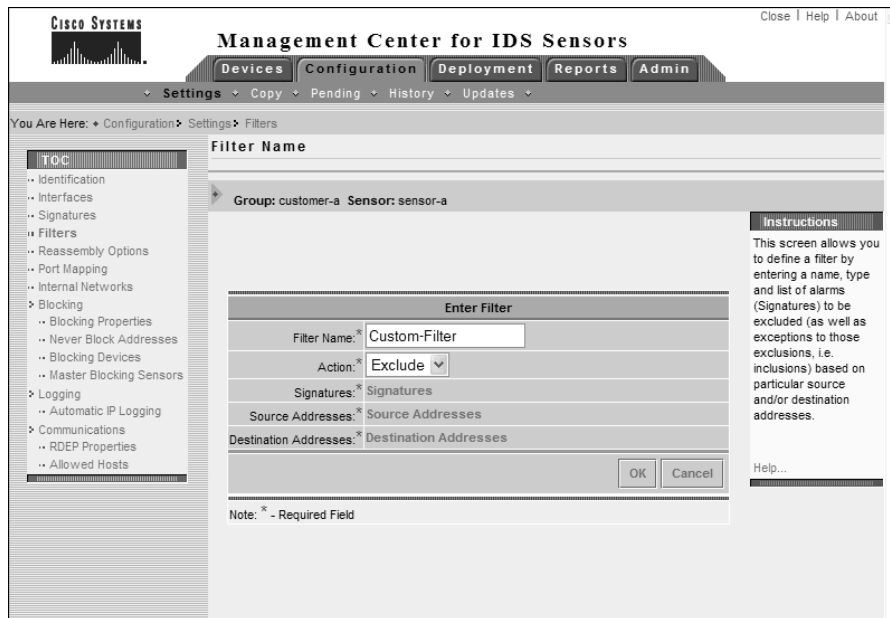 Close | Help | About
CISCO SYSTEMS
Management Center for IDS Sensors
Devices Configuration Deployment Reports Admin
Settings Copy Pending History Updates
You Are Here: Configuration Settings Filters
TOC
Identification
Interfaces
Signatures
Filters
Reassembly Options
Port Mapping
Internal Networks
Blocking
Blocking Properties
Never Block Addresses
Blocking Devices
Master Blocking Sensors
Logging
Automatic IP Logging
Communications
RDEP Properties
Allowed Hosts
Filter Name
Group: customer-a Sensor: sensor-a
Enter Filter
Filter Name:* Custom-Filter
Action:* Exclude
Signatures:* Signatures
Source Addresses:* Source Addresses
Destination Addresses:* Destination Addresses
OK Cancel
Note: * - Required Field
Instructions
This screen allows you
to define a filter by
entering a name, type
and list of alarms
(Signatures) to be
excluded (as well as
exceptions to those
exclusions, i.e.
inclusions) based on
particular source
and/or destination
addresses.
Help...